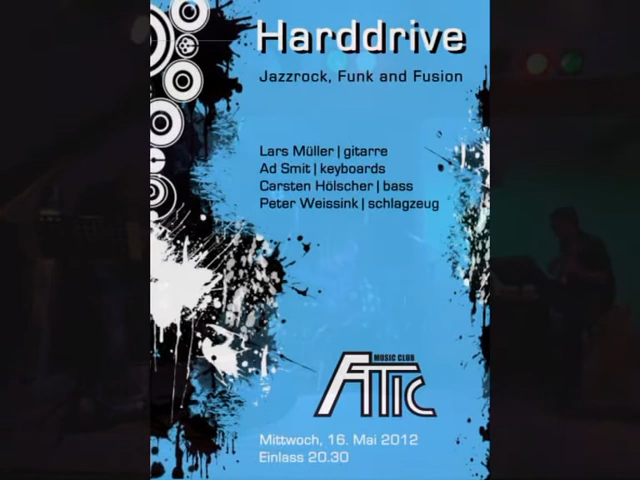 Harddrive
Jazzrock, Funk and Fusion
Lars Müller | gitarre
Ad Smit | keyboards
Carsten Hölscher | bass
Peter Weissink | schlagzeug
MUSIC CLUB
ATTIC
Mittwoch, 16. Mai 2012
Einlass 20.30